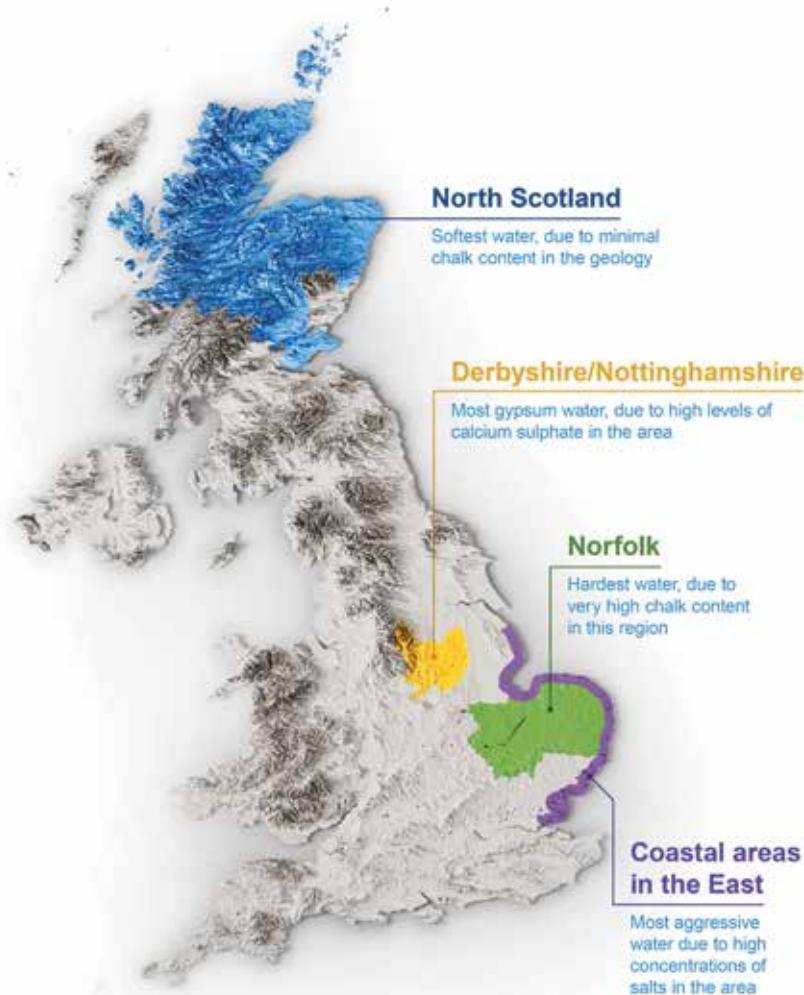 North Scotland
Softest water, due to minimal
chalk content in the geology
Derbyshire/Nottinghamshire
Most gypsum water, due to high levels of
calcium sulphate in the area
Norfolk
Hardest water, due to
very high chalk content
in this region
Coastal areas
in the East
Most aggressive
water due to high
concentrations of
salts in the area